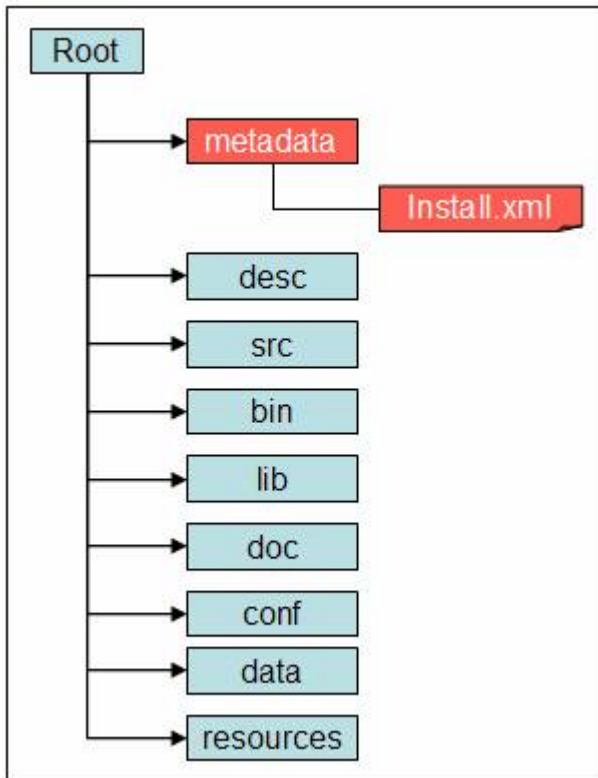 Root
metadata
Install.xml
desc
src
bin
lib
doc
conf
data
resources